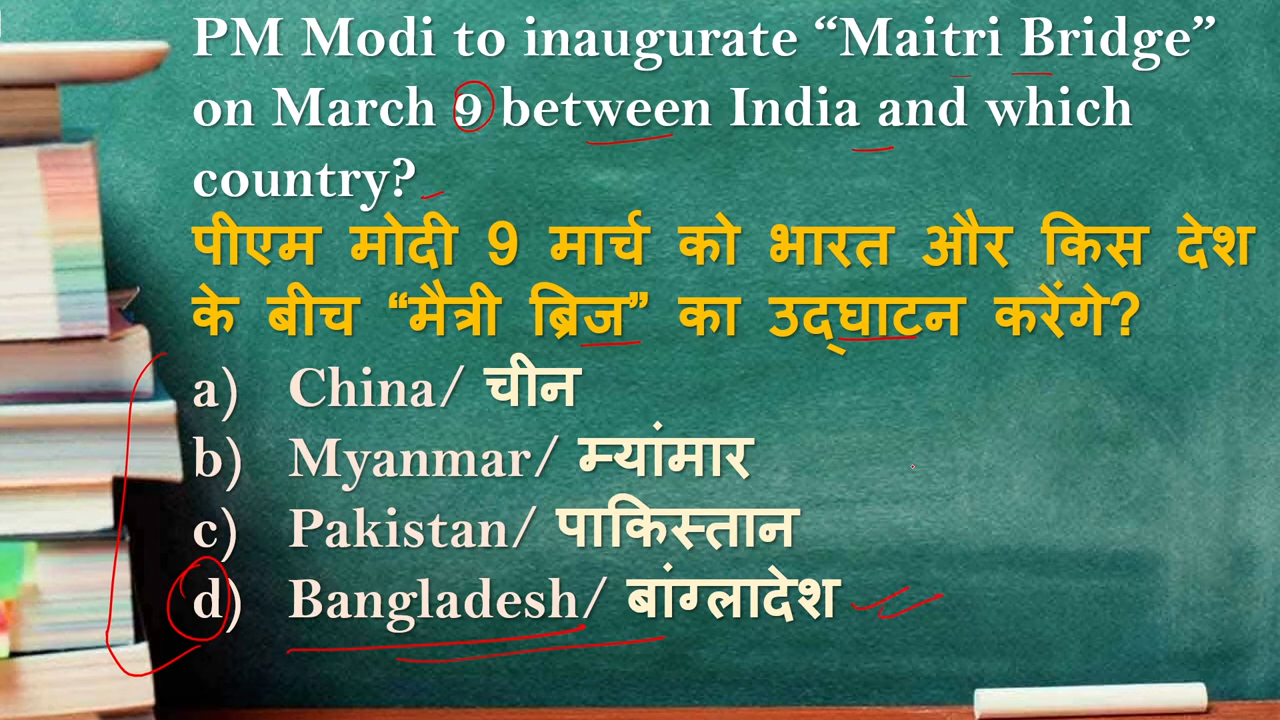 PM Modi to inaugurate “Maitri Bridge”
on March 9 between India and which
country?
पीएम मोदी 9 मार्च को भारत और किस देश
के बीच “मैत्री ब्रिज” का उद्घाटन करेंगे?
a) China/ चीन
b) Myanmar/ म्यांमार
c) Pakistan/ पाकिस्तान
d) Bangladesh/ बांग्लादेश